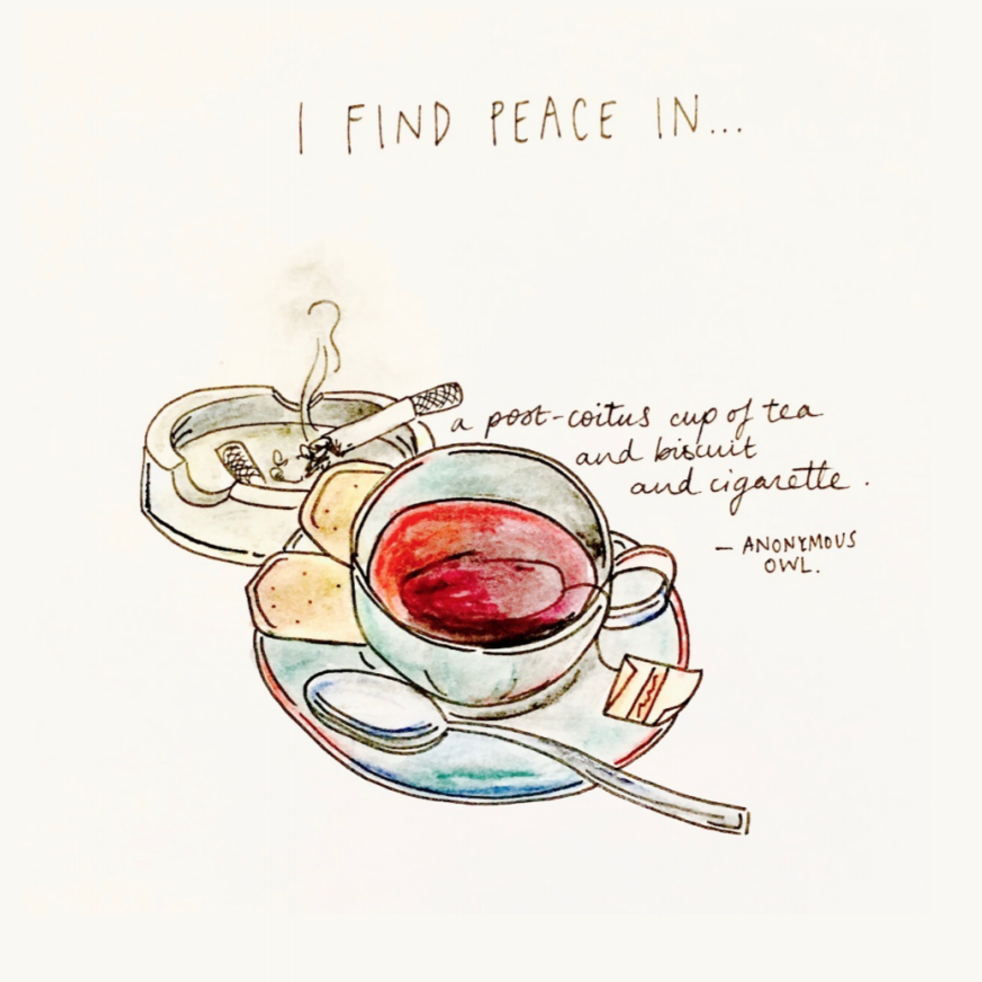 I FIND PEACE IN...
a post-coitus cup of tea
and biscuit
and cigarette.
— ANONYMOUS
OWL.